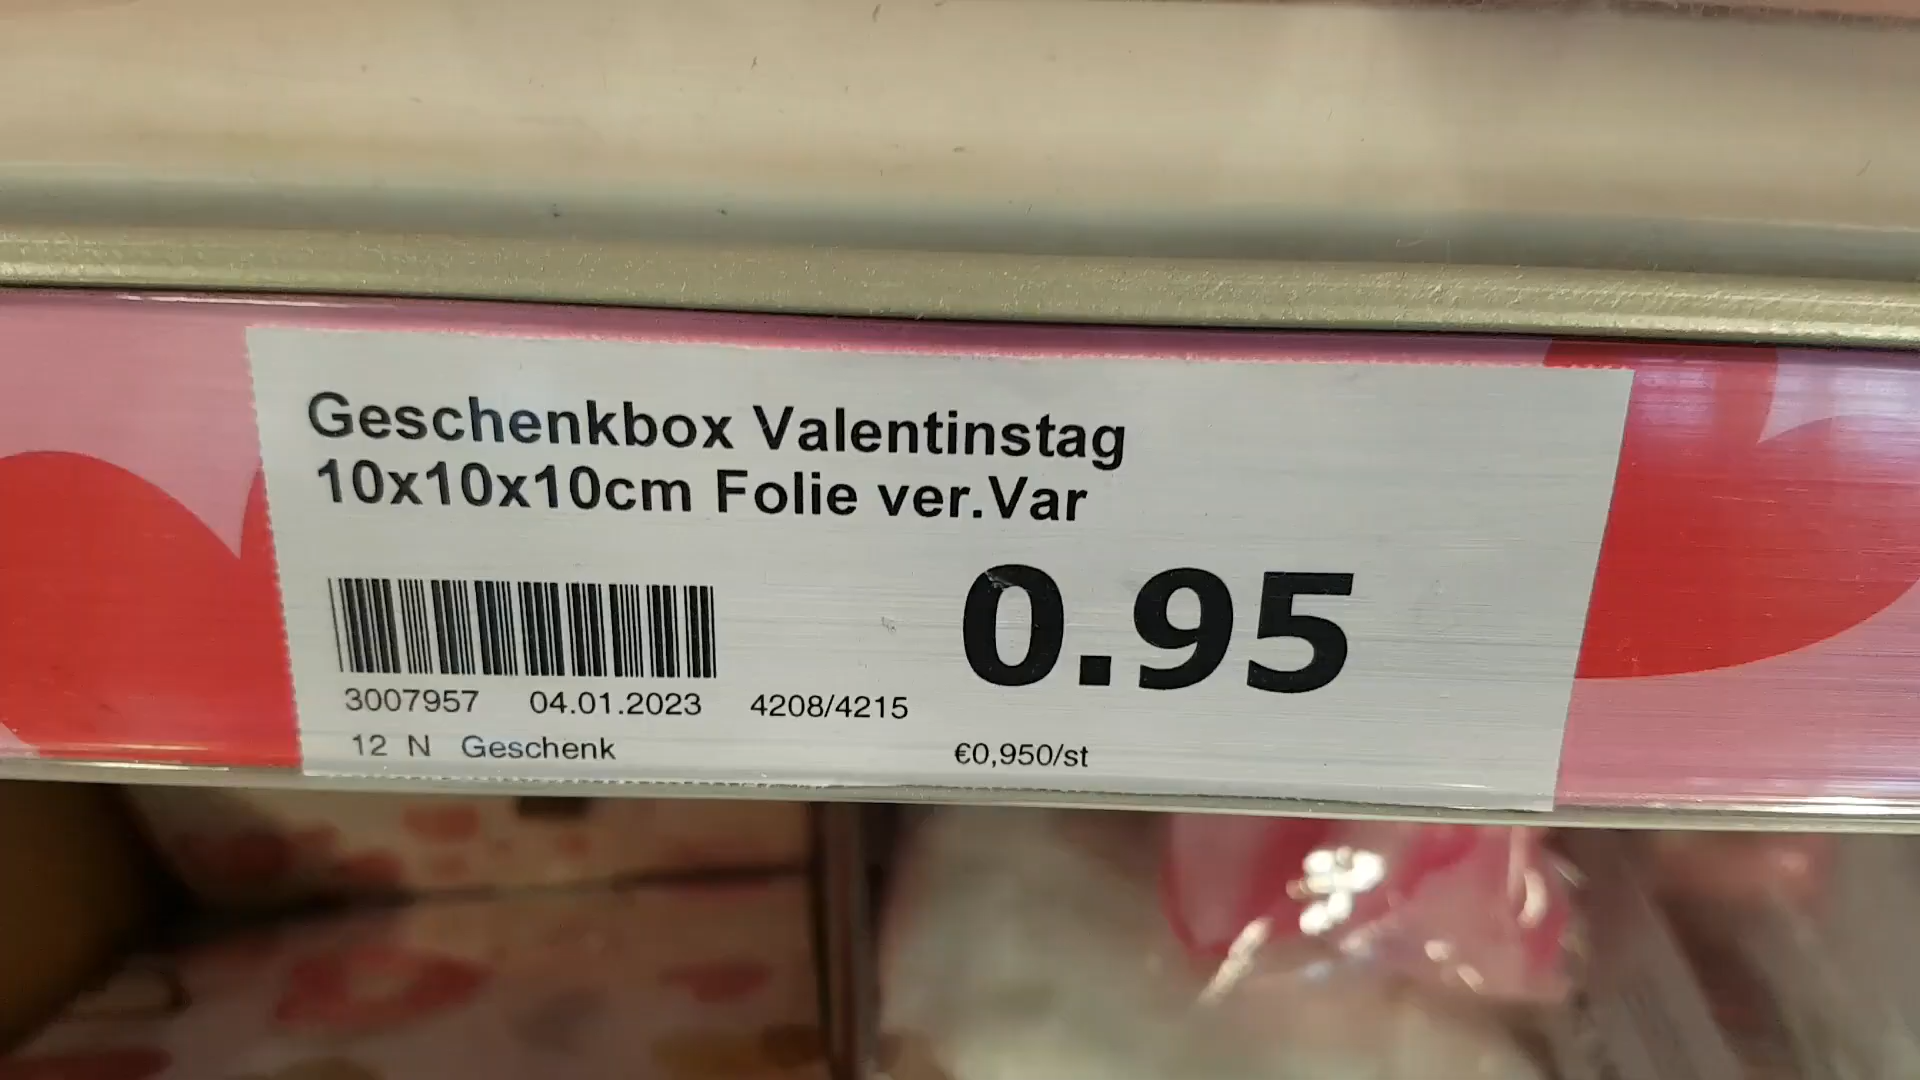 Geschenkbox Valentinstag
10x10x10cm Folie ver.Var
0.95
3007957 04.01.2023 4208/4215
12 N Geschenk €0,950/st